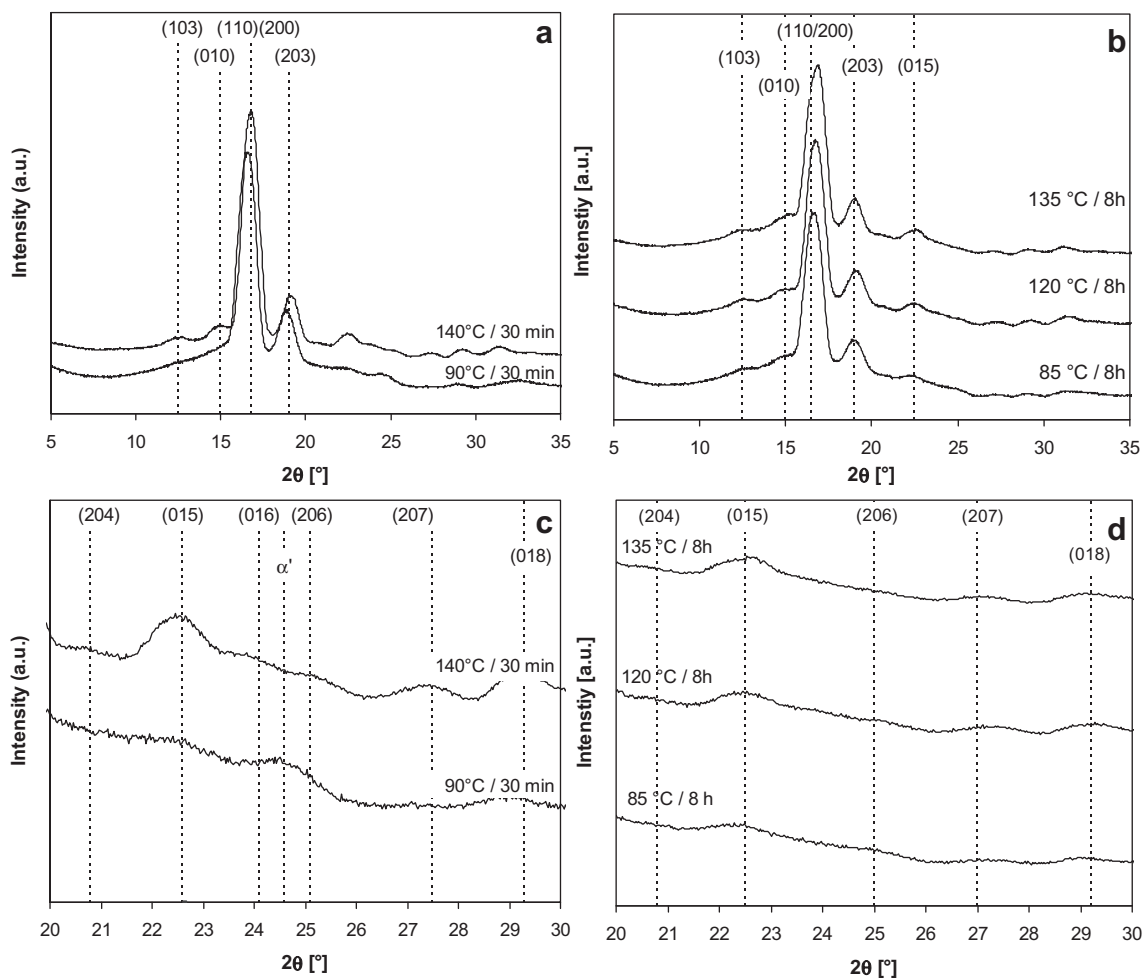 a
(103)
(110)(200)
(010)
(203)
140°C / 30 min
90°C / 30 min
Intensity (a.u.)
5 10 15 20 25 30 35
2θ [°]
b
(110/200)
(103)
(203)
(015)
(010)
135 °C / 8h
120 °C / 8h
85 °C / 8h
Intenstiy [a.u.]
5 10 15 20 25 30 35
2θ [°]
c
(204)
(015)
(016)
(206)
(207)
(018)
α'
140°C / 30 min
90°C / 30 min
Intensity (a.u.)
20 21 22 23 24 25 26 27 28 29 30
2θ [°]
d
(204)
(015)
(206)
(207)
(018)
135 °C / 8h
120 °C / 8h
85 °C / 8 h
Intenstiy [a.u.]
20 21 22 23 24 25 26 27 28 29 30
2θ [°]